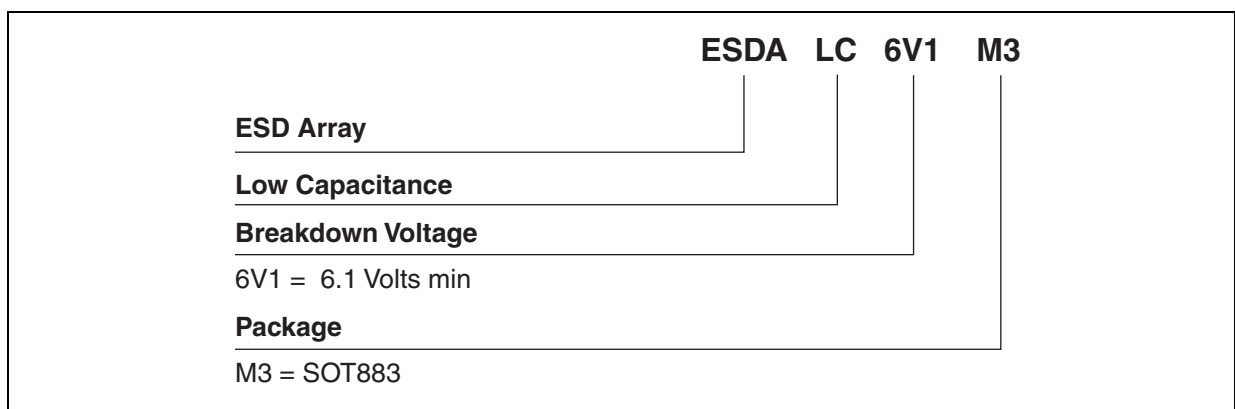 ESDA LC 6V1 M3
ESD Array
Low Capacitance
Breakdown Voltage
6V1 = 6.1 Volts min
Package
M3 = SOT883